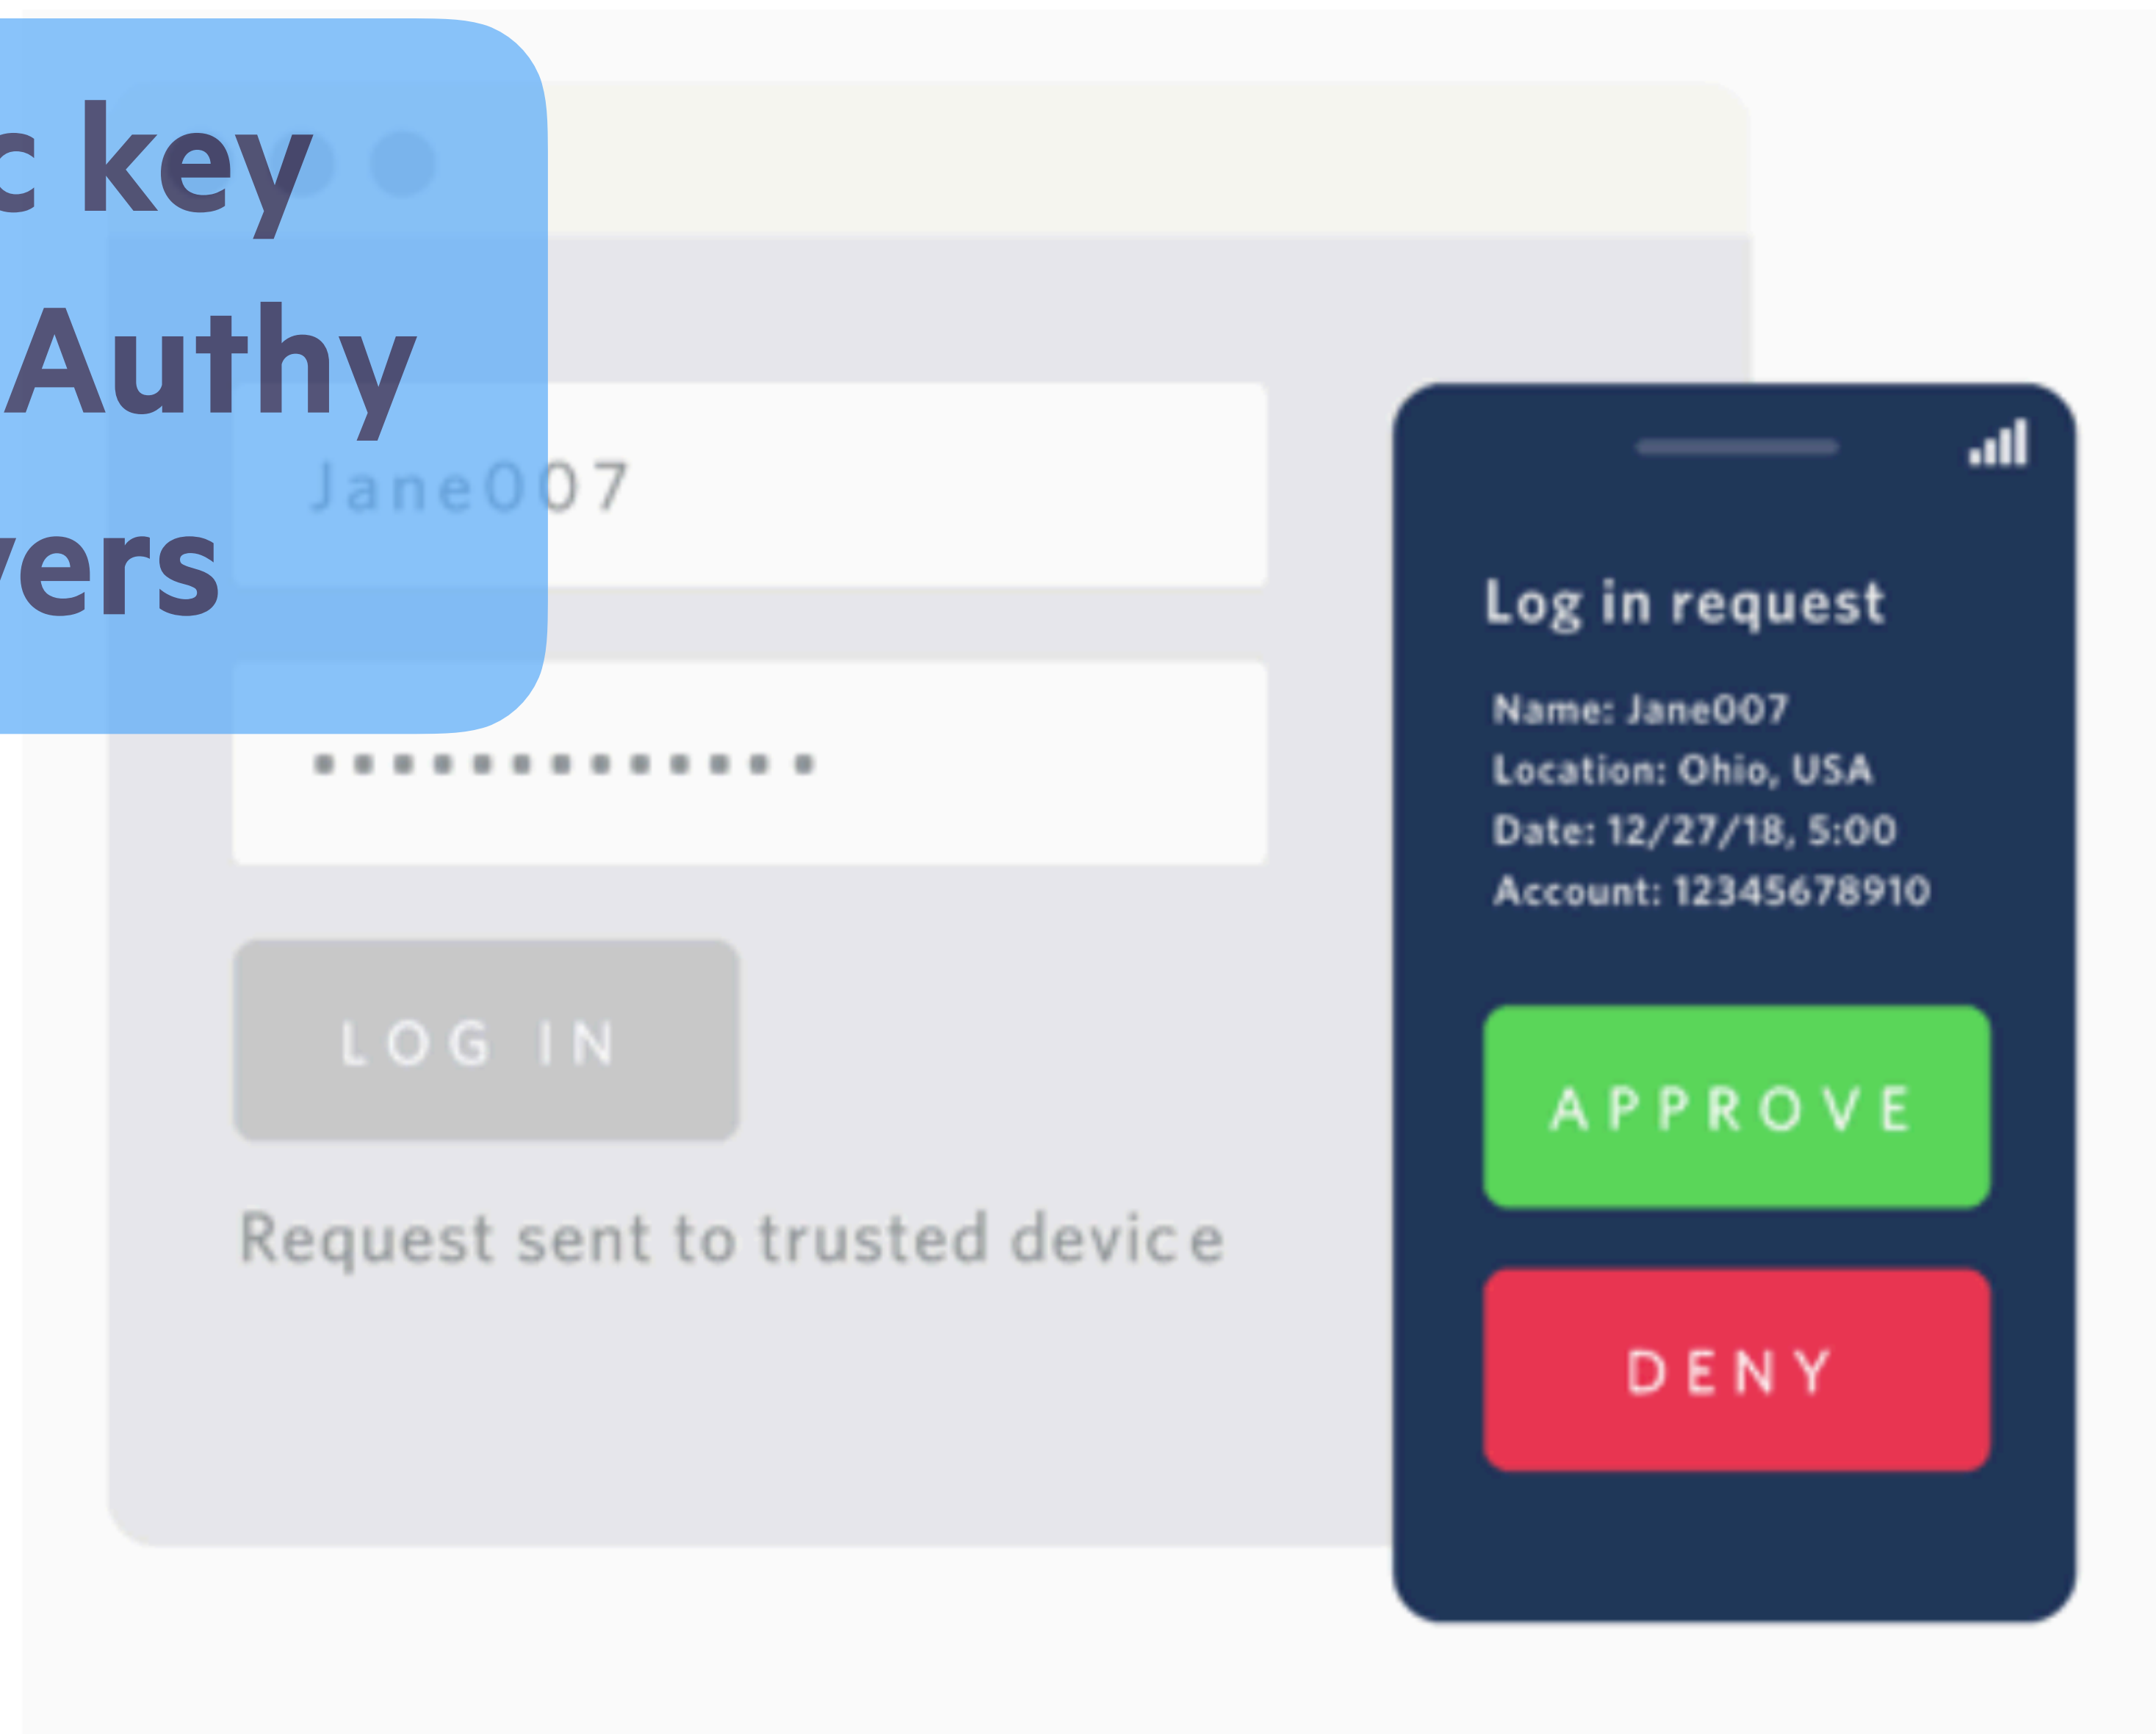 c key
Authy
vers
Jane007
LOG IN
Request sent to trusted device
Log in request
Name: Jane007
Location: Ohio, USA
Date: 12/27/18, 5:00
Account: 12345678910
APPROVE
DENY